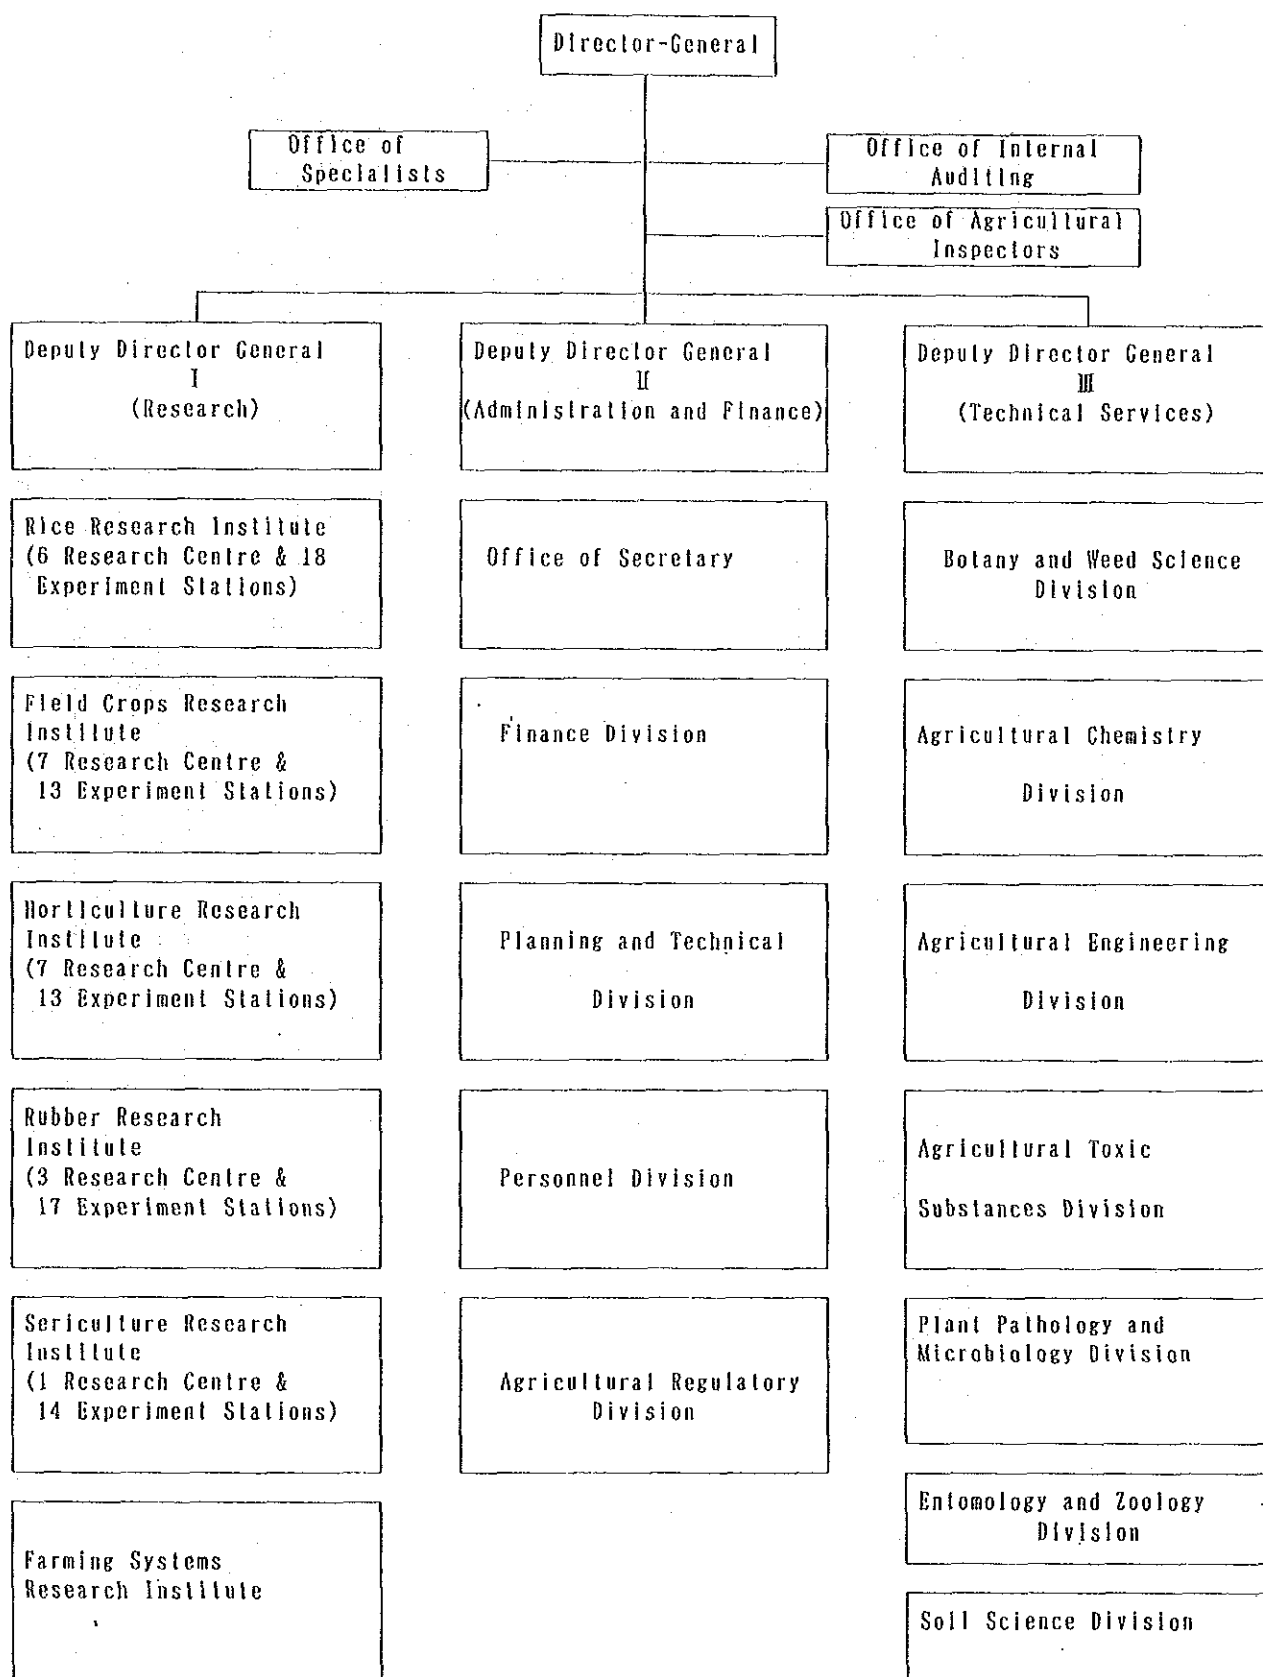 Director-General
Office of
Specialists
Office of Internal
Auditing
Office of Agricultural
Inspectors
Deputy Director General
I
(Research)
Deputy Director General
II
(Administration and Finance)
Deputy Director General
III
(Technical Services)
Rice Research Institute
(6 Research Centre & 18
Experiment Stations)
Office of Secretary
Botany and Weed Science
Division
Field Crops Research
Institute
(7 Research Centre &
13 Experiment Stations)
Finance Division
Agricultural Chemistry
Division
Horticulture Research
Institute
(7 Research Centre &
13 Experiment Stations)
Planning and Technical
Division
Agricultural Engineering
Division
Rubber Research
Institute
(3 Research Centre &
17 Experiment Stations)
Personnel Division
Agricultural Toxic
Substances Division
Sericulture Research
Institute
(1 Research Centre &
14 Experiment Stations)
Agricultural Regulatory
Division
Plant Pathology and
Microbiology Division
Entomology and Zoology
Division
Farming Systems
Research Institute
Soil Science Division